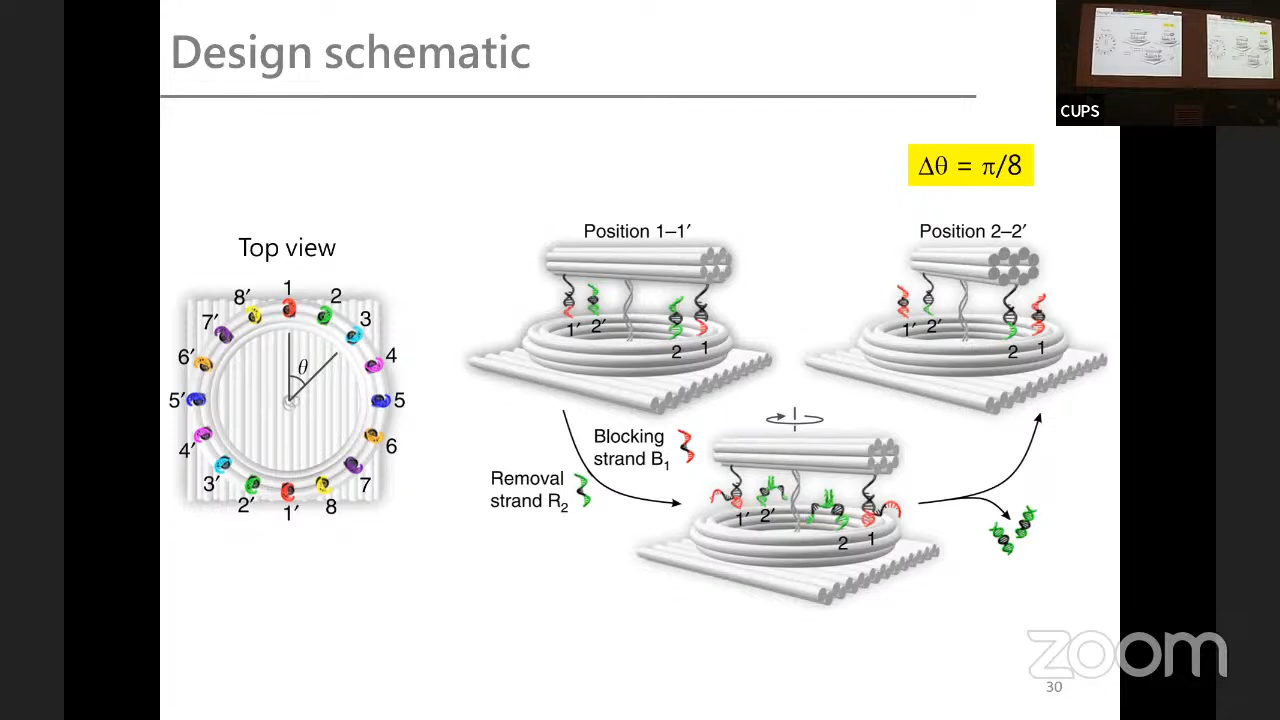 Design schematic
CUPS
Δθ = π/8
Top view
1
2
3
4
5
6
7
8
1′
2′
3′
4′
5′
6′
7′
8′
θ
Position 1–1′
1′ 2′ 2 1
Position 2–2′
1′ 2′ 2 1
Blocking
strand B1
Removal
strand R2
1′ 2′ 2 1
zoom
30